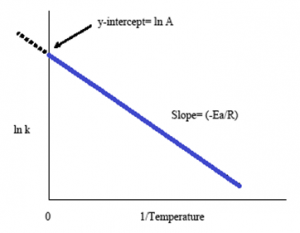 y-intercept= ln A
Slope= (-Ea/R)
ln k
0
1/Temperature